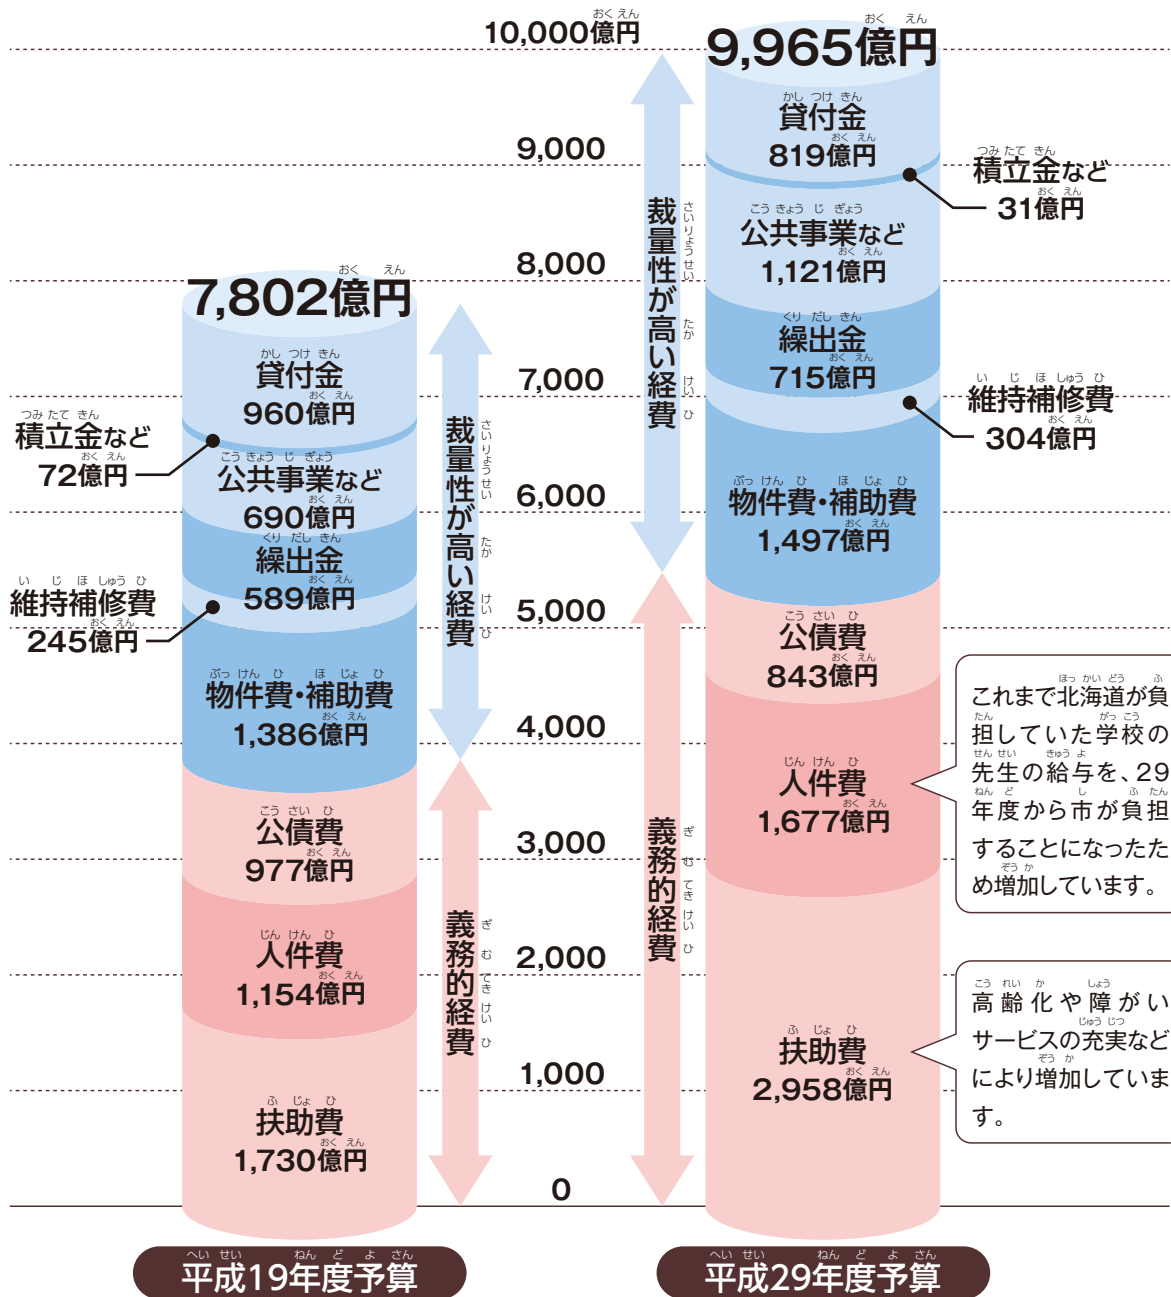 10,000億円
9,000
8,000
7,000
6,000
5,000
4,000
3,000
2,000
1,000
0
7,802億円
貸付金
960億円
積立金など
72億円
公共事業など
690億円
繰出金
589億円
維持補修費
245億円
物件費・補助費
1,386億円
公債費
977億円
人件費
1,154億円
扶助費
1,730億円
裁量性が高い経費
義務的経費
平成19年度予算
9,965億円
貸付金
819億円
積立金など
31億円
公共事業など
1,121億円
繰出金
715億円
維持補修費
304億円
物件費・補助費
1,497億円
公債費
843億円
人件費
1,677億円
扶助費
2,958億円
裁量性が高い経費
義務的経費
これまで北海道が負
担していた学校の
先生の給与を、29
年度から市が負担
することになったた
め増加しています。
高齢化や障がい
サービスの充実など
により増加していま
す。
平成29年度予算